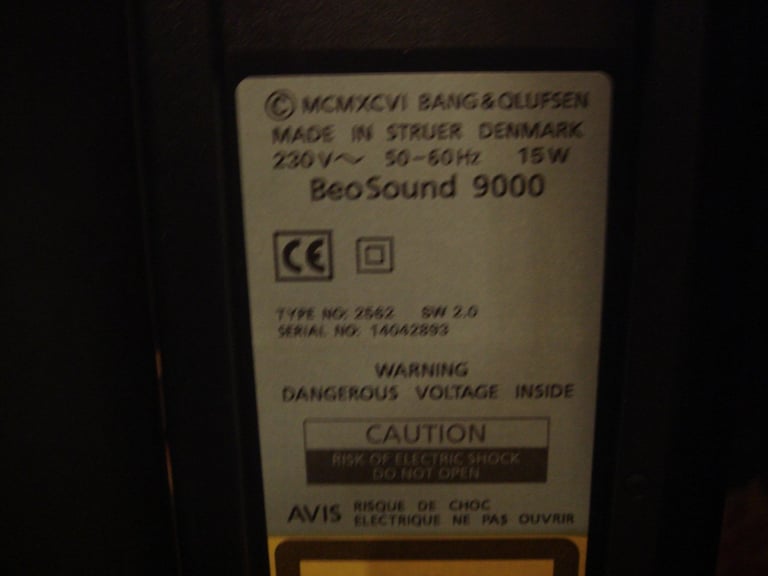 © MCMXCVI BANG & OLUFSEN
MADE IN STRUER DENMARK
230V~ 50-60Hz 15W
BeoSound 9000
CE
TYPE NO: 2562 SW 2.0
SERIAL NO: 14042893
WARNING
DANGEROUS VOLTAGE INSIDE
CAUTION
RISK OF ELECTRIC SHOCK
DO NOT OPEN
AVIS RISQUE DE CHOC
ELECTRIQUE NE PAS OUVRIR